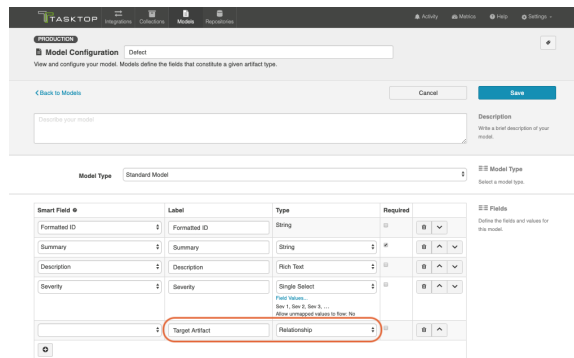 TASKTOP
Integrations
Collections
Models
Repositories
Activity
Metrics
Help
Settings
PRODUCTION
Model Configuration
Defect
View and configure your model. Models define the fields that constitute a given artifact type.
Back to Models
Cancel
Save
Describe your model
Description
Write a brief description of your
model.
Model Type
Standard Model
Model Type
Select a model type.
Smart Field
Label
Type
Required
Fields
Define the fields and values for
this model.
Formatted ID
Formatted ID
String
Summary
Summary
String
Description
Description
Rich Text
Severity
Severity
Single Select
Field Values...
Sev 1, Sev 2, Sev 3, ...
Allow unmapped values to flow: No
Target Artifact
Relationship